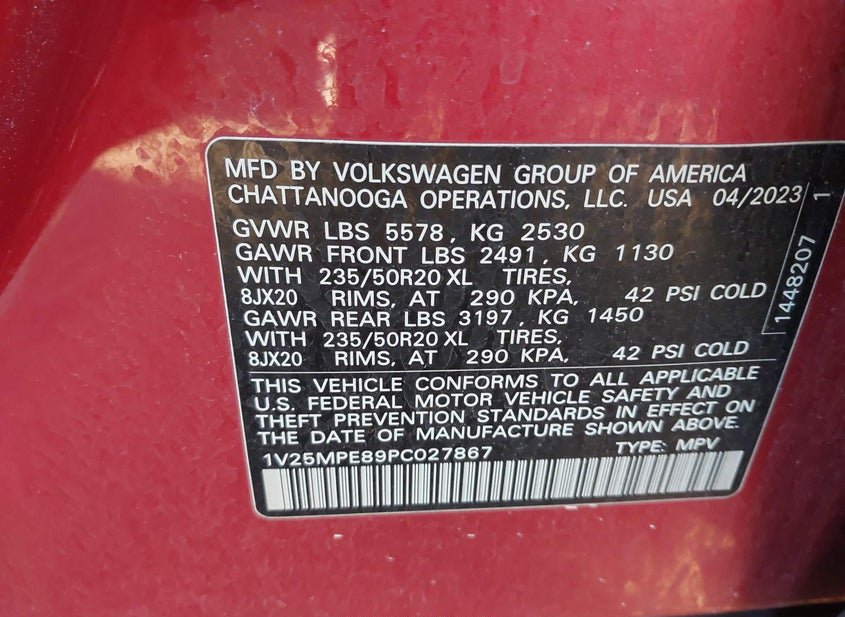 MFD BY VOLKSWAGEN GROUP OF AMERICA
CHATTANOOGA OPERATIONS, LLC. USA 04/2023
GVWR LBS 5578, KG 2530
GAWR FRONT LBS 2491, KG 1130
WITH 235/50R20 XL TIRES,
8JX20 RIMS, AT 290 KPA, 42 PSI COLD
GAWR REAR LBS 3197, KG 1450
WITH 235/50R20 XL TIRES,
8JX20 RIMS, AT 290 KPA, 42 PSI COLD
THIS VEHICLE CONFORMS TO ALL APPLICABLE
U.S. FEDERAL MOTOR VEHICLE SAFETY AND
THEFT PREVENTION STANDARDS IN EFFECT ON
THE DATE OF MANUFACTURE SHOWN ABOVE.
1V25MPE89PC027867 TYPE: MPV
1448207 1